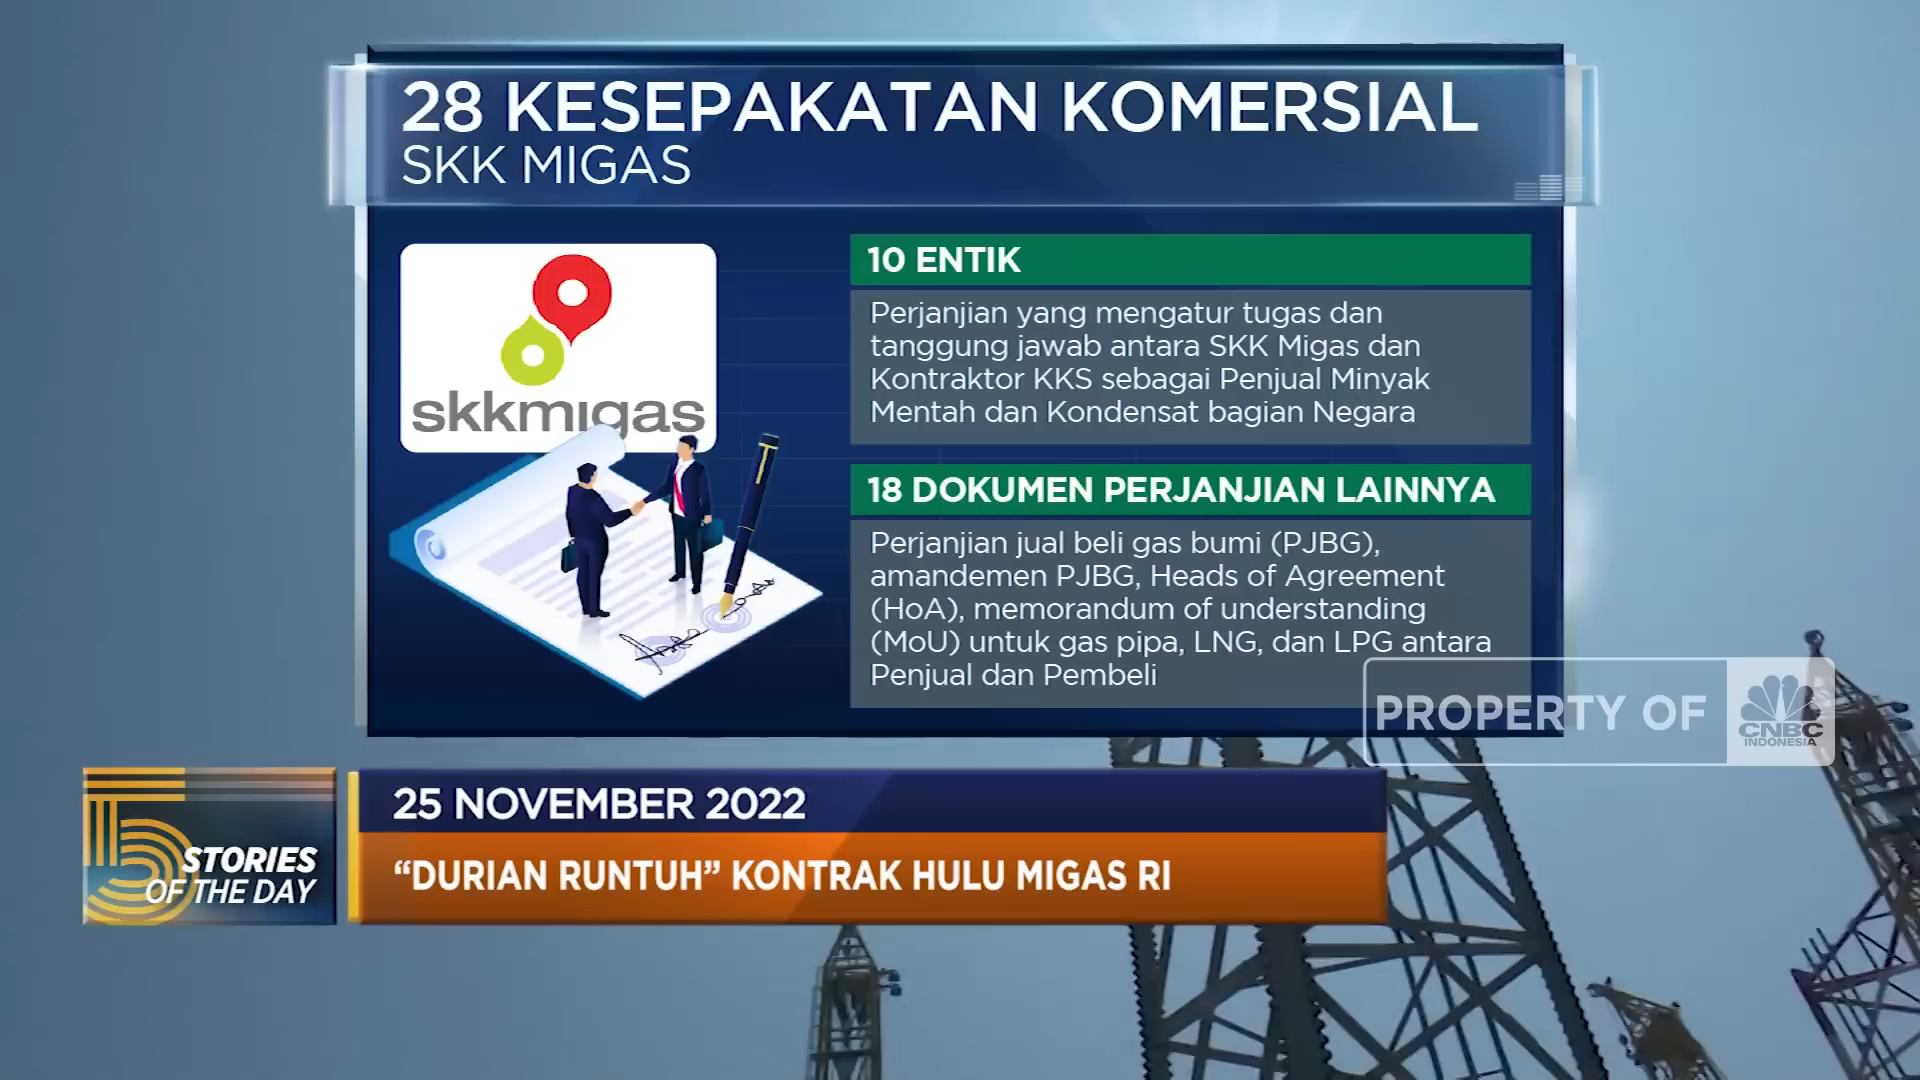 28 KESEPAKATAN KOMERSIAL
SKK MIGAS
skkmigas
10 ENTIK
Perjanjian yang mengatur tugas dan
tanggung jawab antara SKK Migas dan
Kontraktor KKS sebagai Penjual Minyak
Mentah dan Kondensat bagian Negara
18 DOKUMEN PERJANJIAN LAINNYA
Perjanjian jual beli gas bumi (PJBG),
amandemen PJBG, Heads of Agreement
(HoA), memorandum of understanding
(MoU) untuk gas pipa, LNG, dan LPG antara
Penjual dan Pembeli
PROPERTY OF
CNBC
INDONESIA
5
STORIES
OF THE DAY
25 NOVEMBER 2022
“DURIAN RUNTUH” KONTRAK HULU MIGAS RI